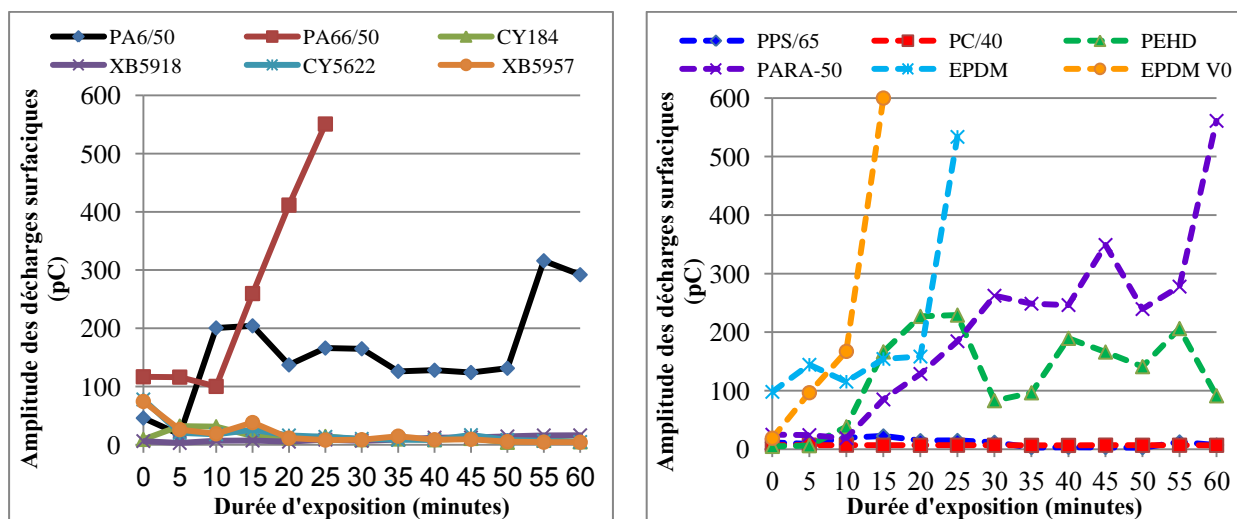 PA6/50 PA66/50 CY184
XB5918 CY5622 XB5957
Amplitude des décharges surfaciques
(pC)
600
500
400
300
200
100
0
0 5 10 15 20 25 30 35 40 45 50 55 60
Durée d'exposition (minutes)
PPS/65 PC/40 PEHD
PARA-50 EPDM EPDM V0
Amplitude des décharges surfaciques
(pC)
600
500
400
300
200
100
0
0 5 10 15 20 25 30 35 40 45 50 55 60
Durée d'exposition (minutes)